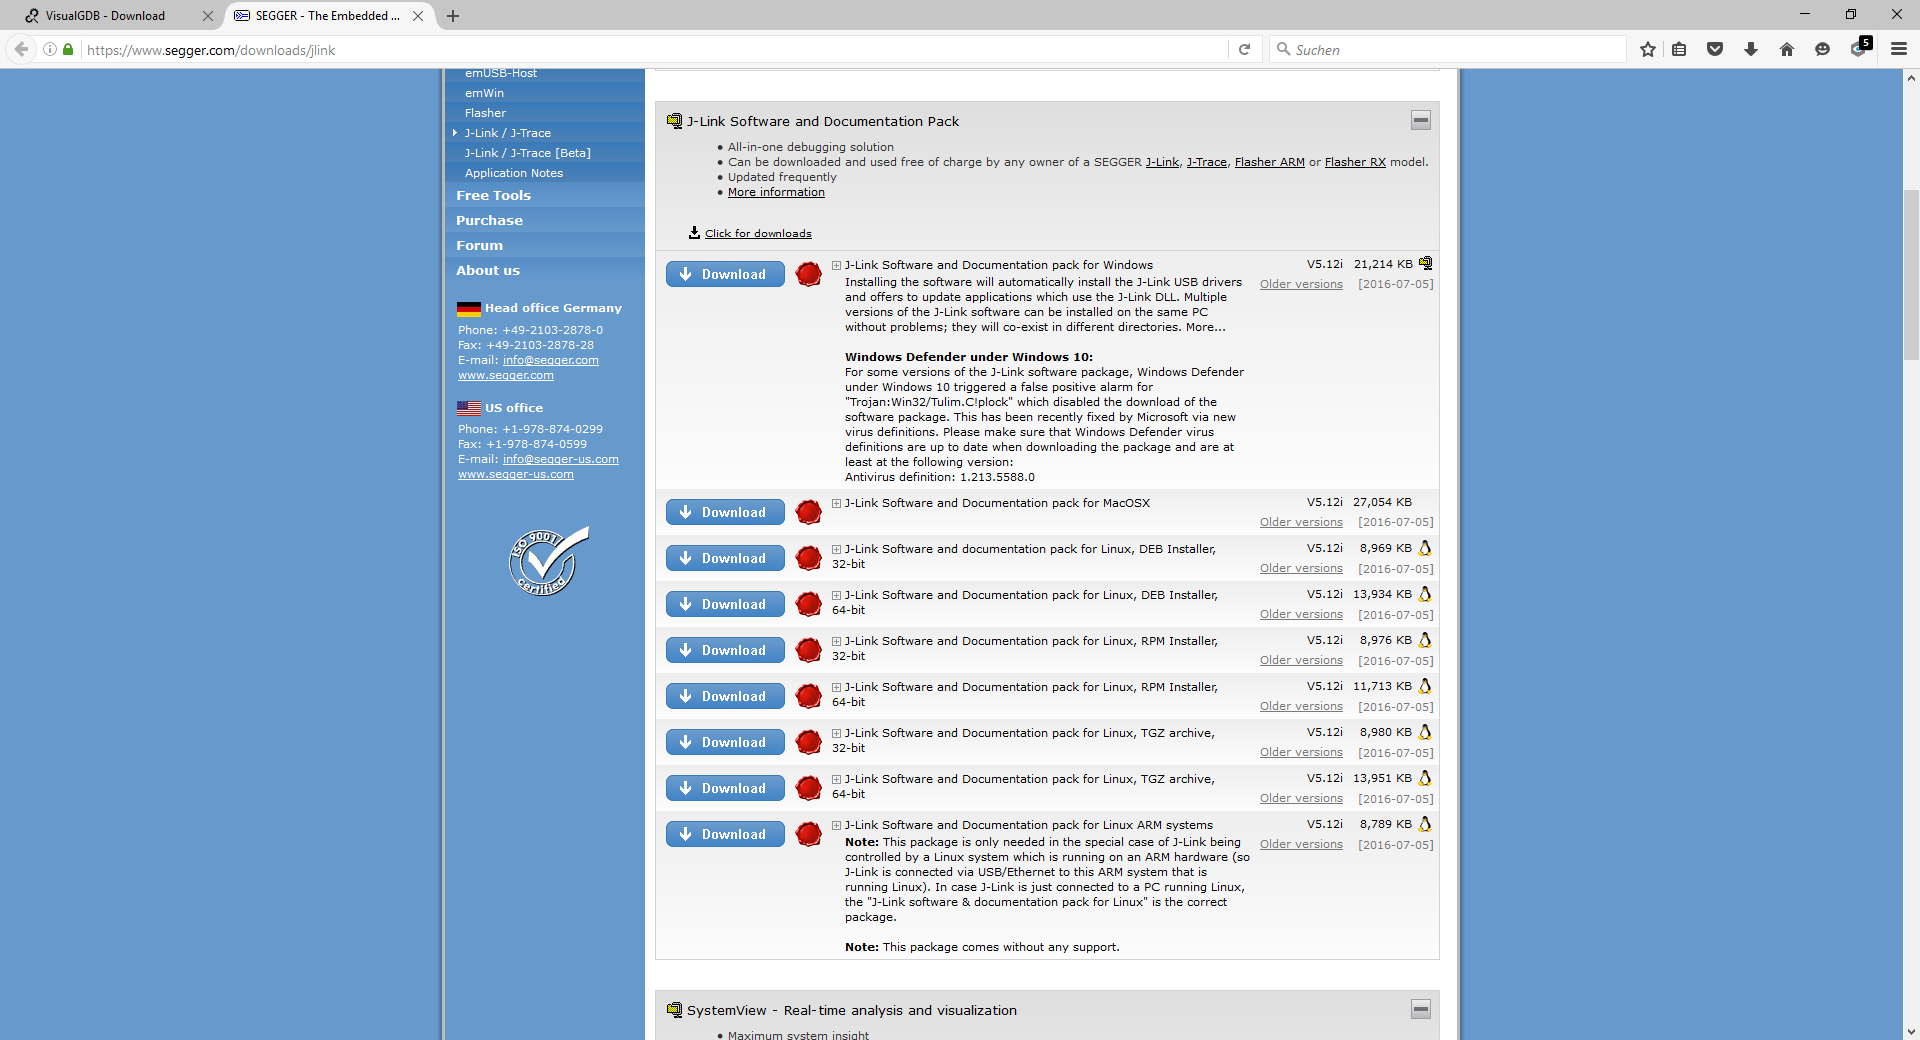 VisualGDB - Download
SEGGER - The Embedded ...
https://www.segger.com/downloads/jlink
Suchen
5
emUSB-Host
emWin
Flasher
J-Link / J-Trace
J-Link / J-Trace [Beta]
Application Notes
Free Tools
Purchase
Forum
About us
Head office Germany
Phone: +49-2103-2878-0
Fax: +49-2103-2878-28
E-mail: info@segger.com
www.segger.com
US office
Phone: +1-978-874-0299
Fax: +1-978-874-0599
E-mail: info@segger-us.com
www.segger-us.com
ISO 9001
certified
J-Link Software and Documentation Pack
• All-in-one debugging solution
• Can be downloaded and used free of charge by any owner of a SEGGER J-Link, J-Trace, Flasher ARM or Flasher RX model.
• Updated frequently
• More information
Click for downloads
Download J-Link Software and Documentation pack for Windows V5.12i 21,214 KB
Older versions [2016-07-05]
Installing the software will automatically install the J-Link USB drivers
and offers to update applications which use the J-Link DLL. Multiple
versions of the J-Link software can be installed on the same PC
without problems; they will co-exist in different directories. More...
Windows Defender under Windows 10:
For some versions of the J-Link software package, Windows Defender
under Windows 10 triggered a false positive alarm for
"Trojan:Win32/Tulim.C!plock" which disabled the download of the
software package. This has been recently fixed by Microsoft via new
virus definitions. Please make sure that Windows Defender virus
definitions are up to date when downloading the package and are at
least at the following version:
Antivirus definition: 1.213.5588.0
Download J-Link Software and Documentation pack for MacOSX V5.12i 27,054 KB
Older versions [2016-07-05]
Download J-Link Software and documentation pack for Linux, DEB Installer, V5.12i 8,969 KB
32-bit Older versions [2016-07-05]
Download J-Link Software and Documentation pack for Linux, DEB Installer, V5.12i 13,934 KB
64-bit Older versions [2016-07-05]
Download J-Link Software and Documentation pack for Linux, RPM Installer, V5.12i 8,976 KB
32-bit Older versions [2016-07-05]
Download J-Link Software and Documentation pack for Linux, RPM Installer, V5.12i 11,713 KB
64-bit Older versions [2016-07-05]
Download J-Link Software and Documentation pack for Linux, TGZ archive, V5.12i 8,980 KB
32-bit Older versions [2016-07-05]
Download J-Link Software and Documentation pack for Linux, TGZ archive, V5.12i 13,951 KB
64-bit Older versions [2016-07-05]
Download J-Link Software and Documentation pack for Linux ARM systems V5.12i 8,789 KB
Older versions [2016-07-05]
Note: This package is only needed in the special case of J-Link being
controlled by a Linux system which is running on an ARM hardware (so
J-Link is connected via USB/Ethernet to this ARM system that is
running Linux). In case J-Link is just connected to a PC running Linux,
the "J-Link software & documentation pack for Linux" is the correct
package.
Note: This package comes without any support.
SystemView - Real-time analysis and visualization
• Maximum system insight